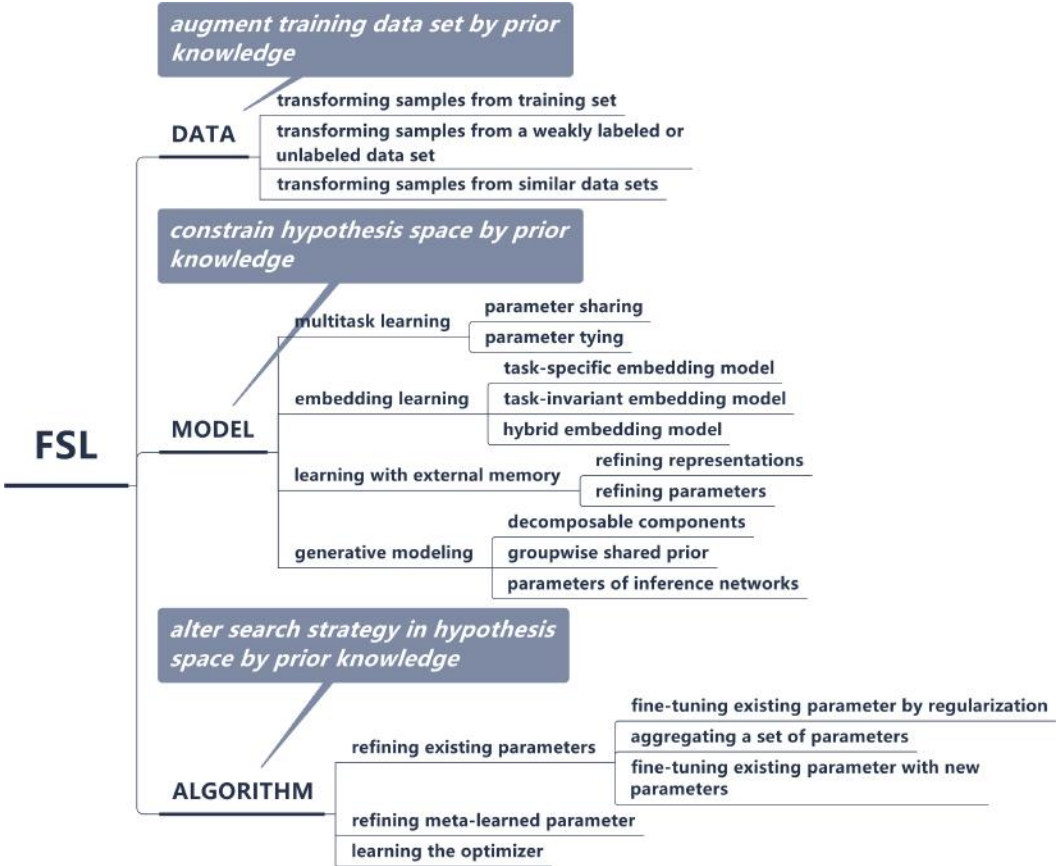 augment training data set by prior
knowledge
transforming samples from training set
DATA
transforming samples from a weakly labeled or
unlabeled data set
transforming samples from similar data sets
constrain hypothesis space by prior
knowledge
parameter sharing
multitask learning
parameter tying
task-specific embedding model
embedding learning
task-invariant embedding model
hybrid embedding model
MODEL
FSL
refining representations
learning with external memory
refining parameters
decomposable components
generative modeling
groupwise shared prior
parameters of inference networks
alter search strategy in hypothesis
space by prior knowledge
fine-tuning existing parameter by regularization
refining existing parameters
aggregating a set of parameters
fine-tuning existing parameter with new
parameters
ALGORITHM
refining meta-learned parameter
learning the optimizer